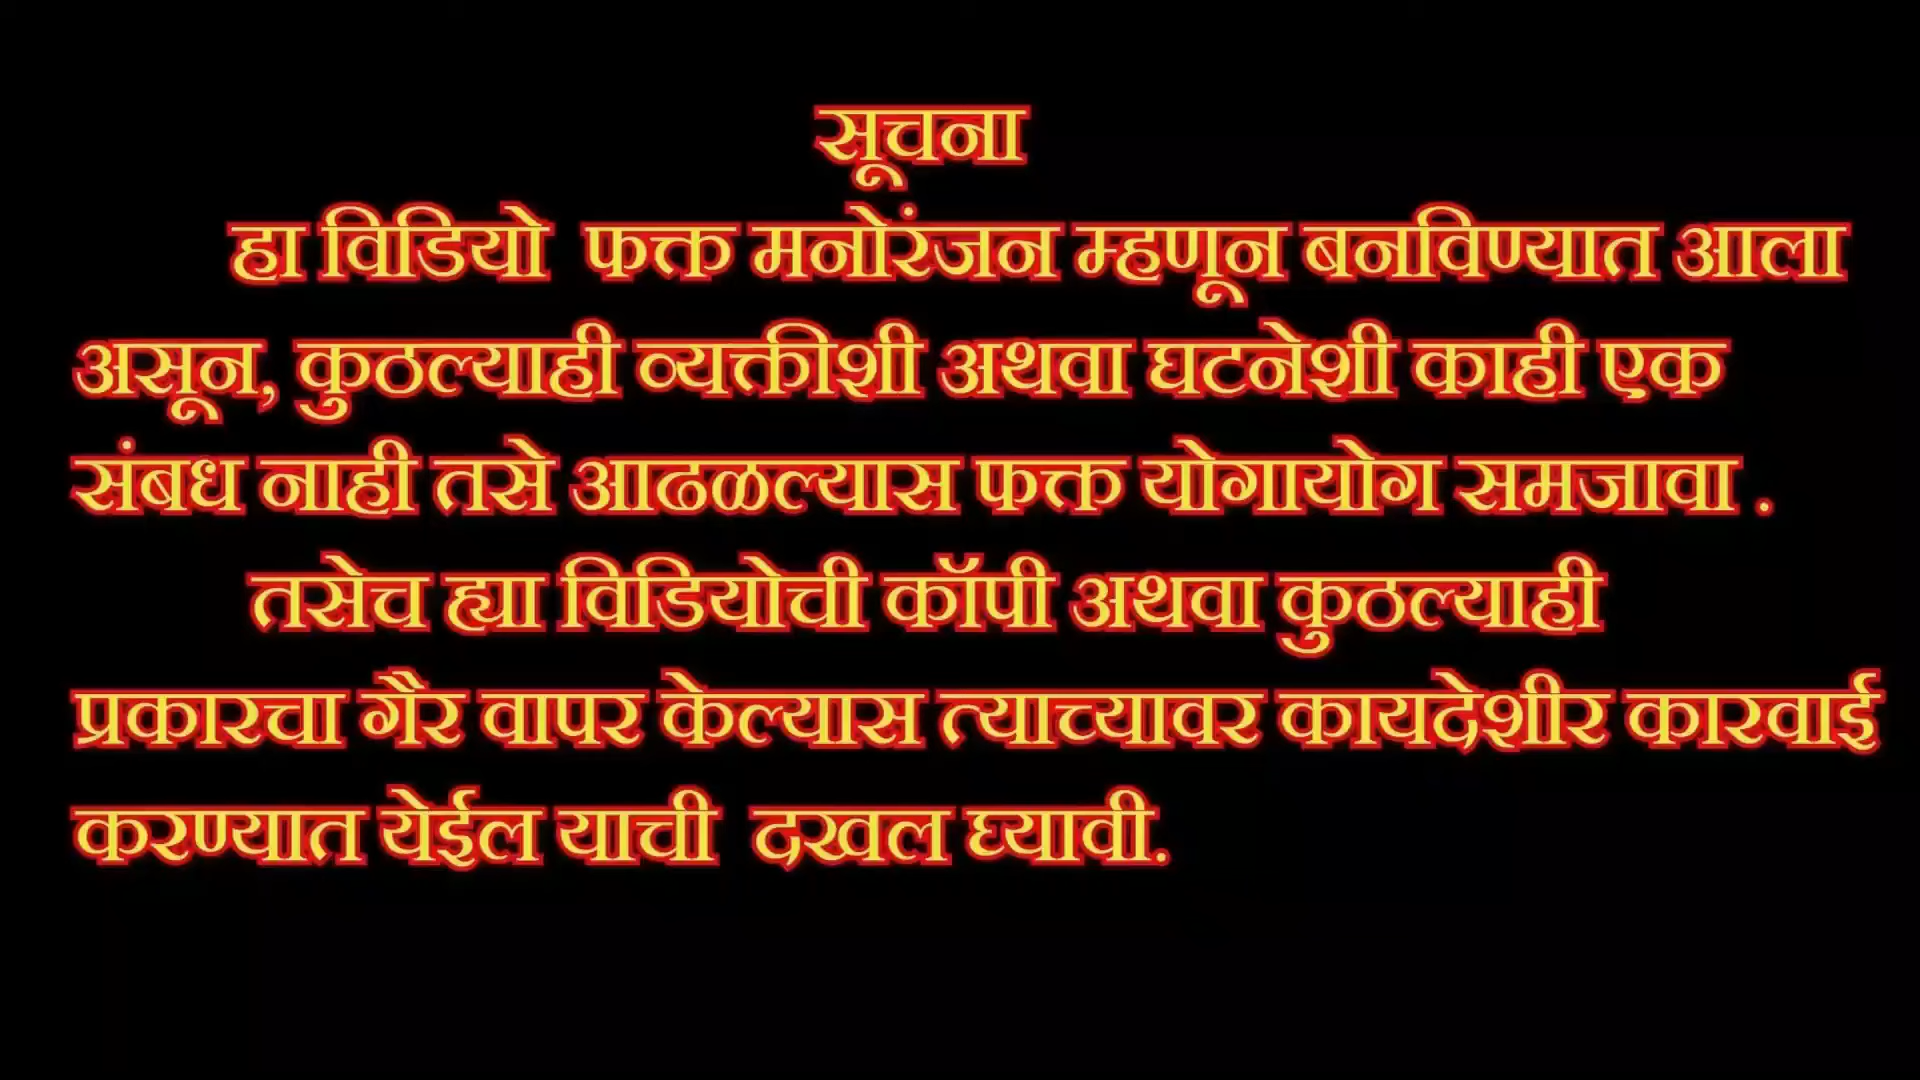 सूचना
हा विडियो फक्त मनोरंजन म्हणून बनविण्यात आला
असून, कुठल्याही व्यक्तीशी अथवा घटनेशी काही एक
संबध नाही तसे आढळल्यास फक्त योगायोग समजावा .
तसेच ह्या विडियोची कॉपी अथवा कुठल्याही
प्रकारचा गैर वापर केल्यास त्याच्यावर कायदेशीर कारवाई
करण्यात येईल याची दखल घ्यावी.